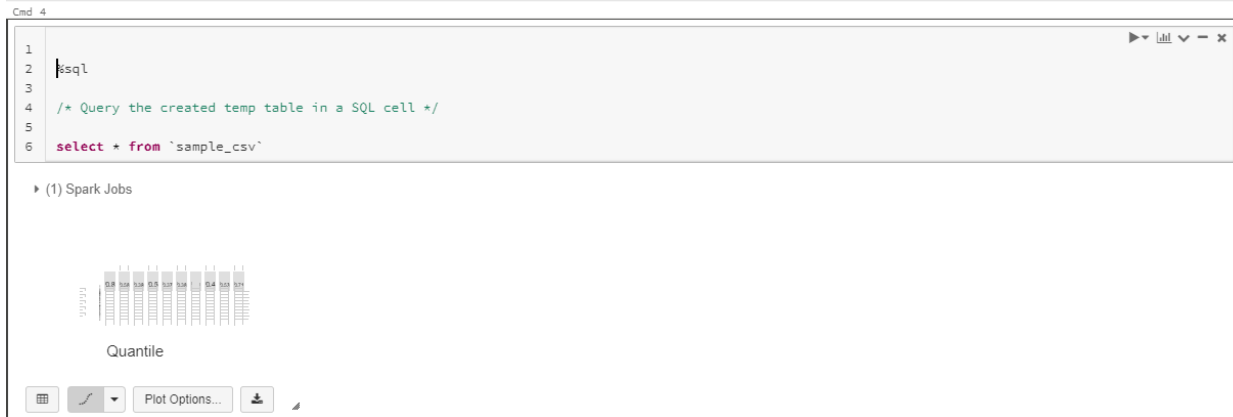 Cmd 4
1
2 %sql
3
4 /* Query the created temp table in a SQL cell */
5
6 select * from `sample_csv`
(1) Spark Jobs
Quantile
Plot Options...